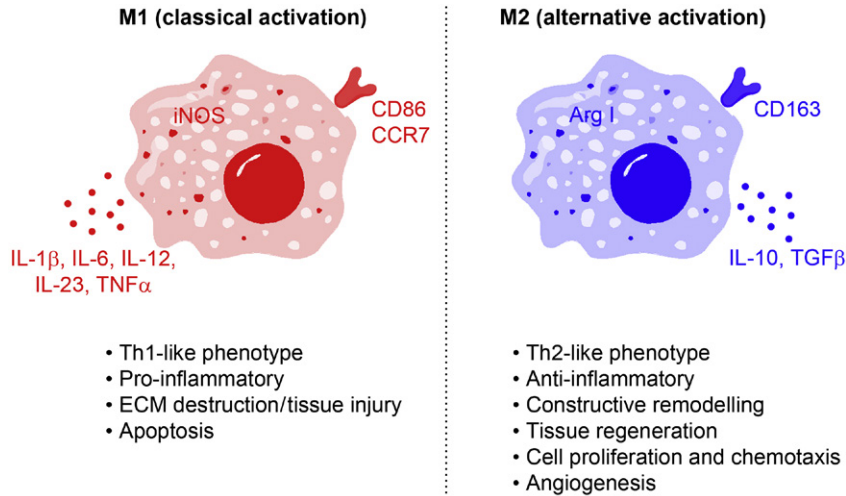 M1 (classical activation)
iNOS
CD86
CCR7
IL-1β, IL-6, IL-12,
IL-23, TNFα
• Th1-like phenotype
• Pro-inflammatory
• ECM destruction/tissue injury
• Apoptosis
M2 (alternative activation)
Arg I
CD163
IL-10, TGFβ
• Th2-like phenotype
• Anti-inflammatory
• Constructive remodelling
• Tissue regeneration
• Cell proliferation and chemotaxis
• Angiogenesis